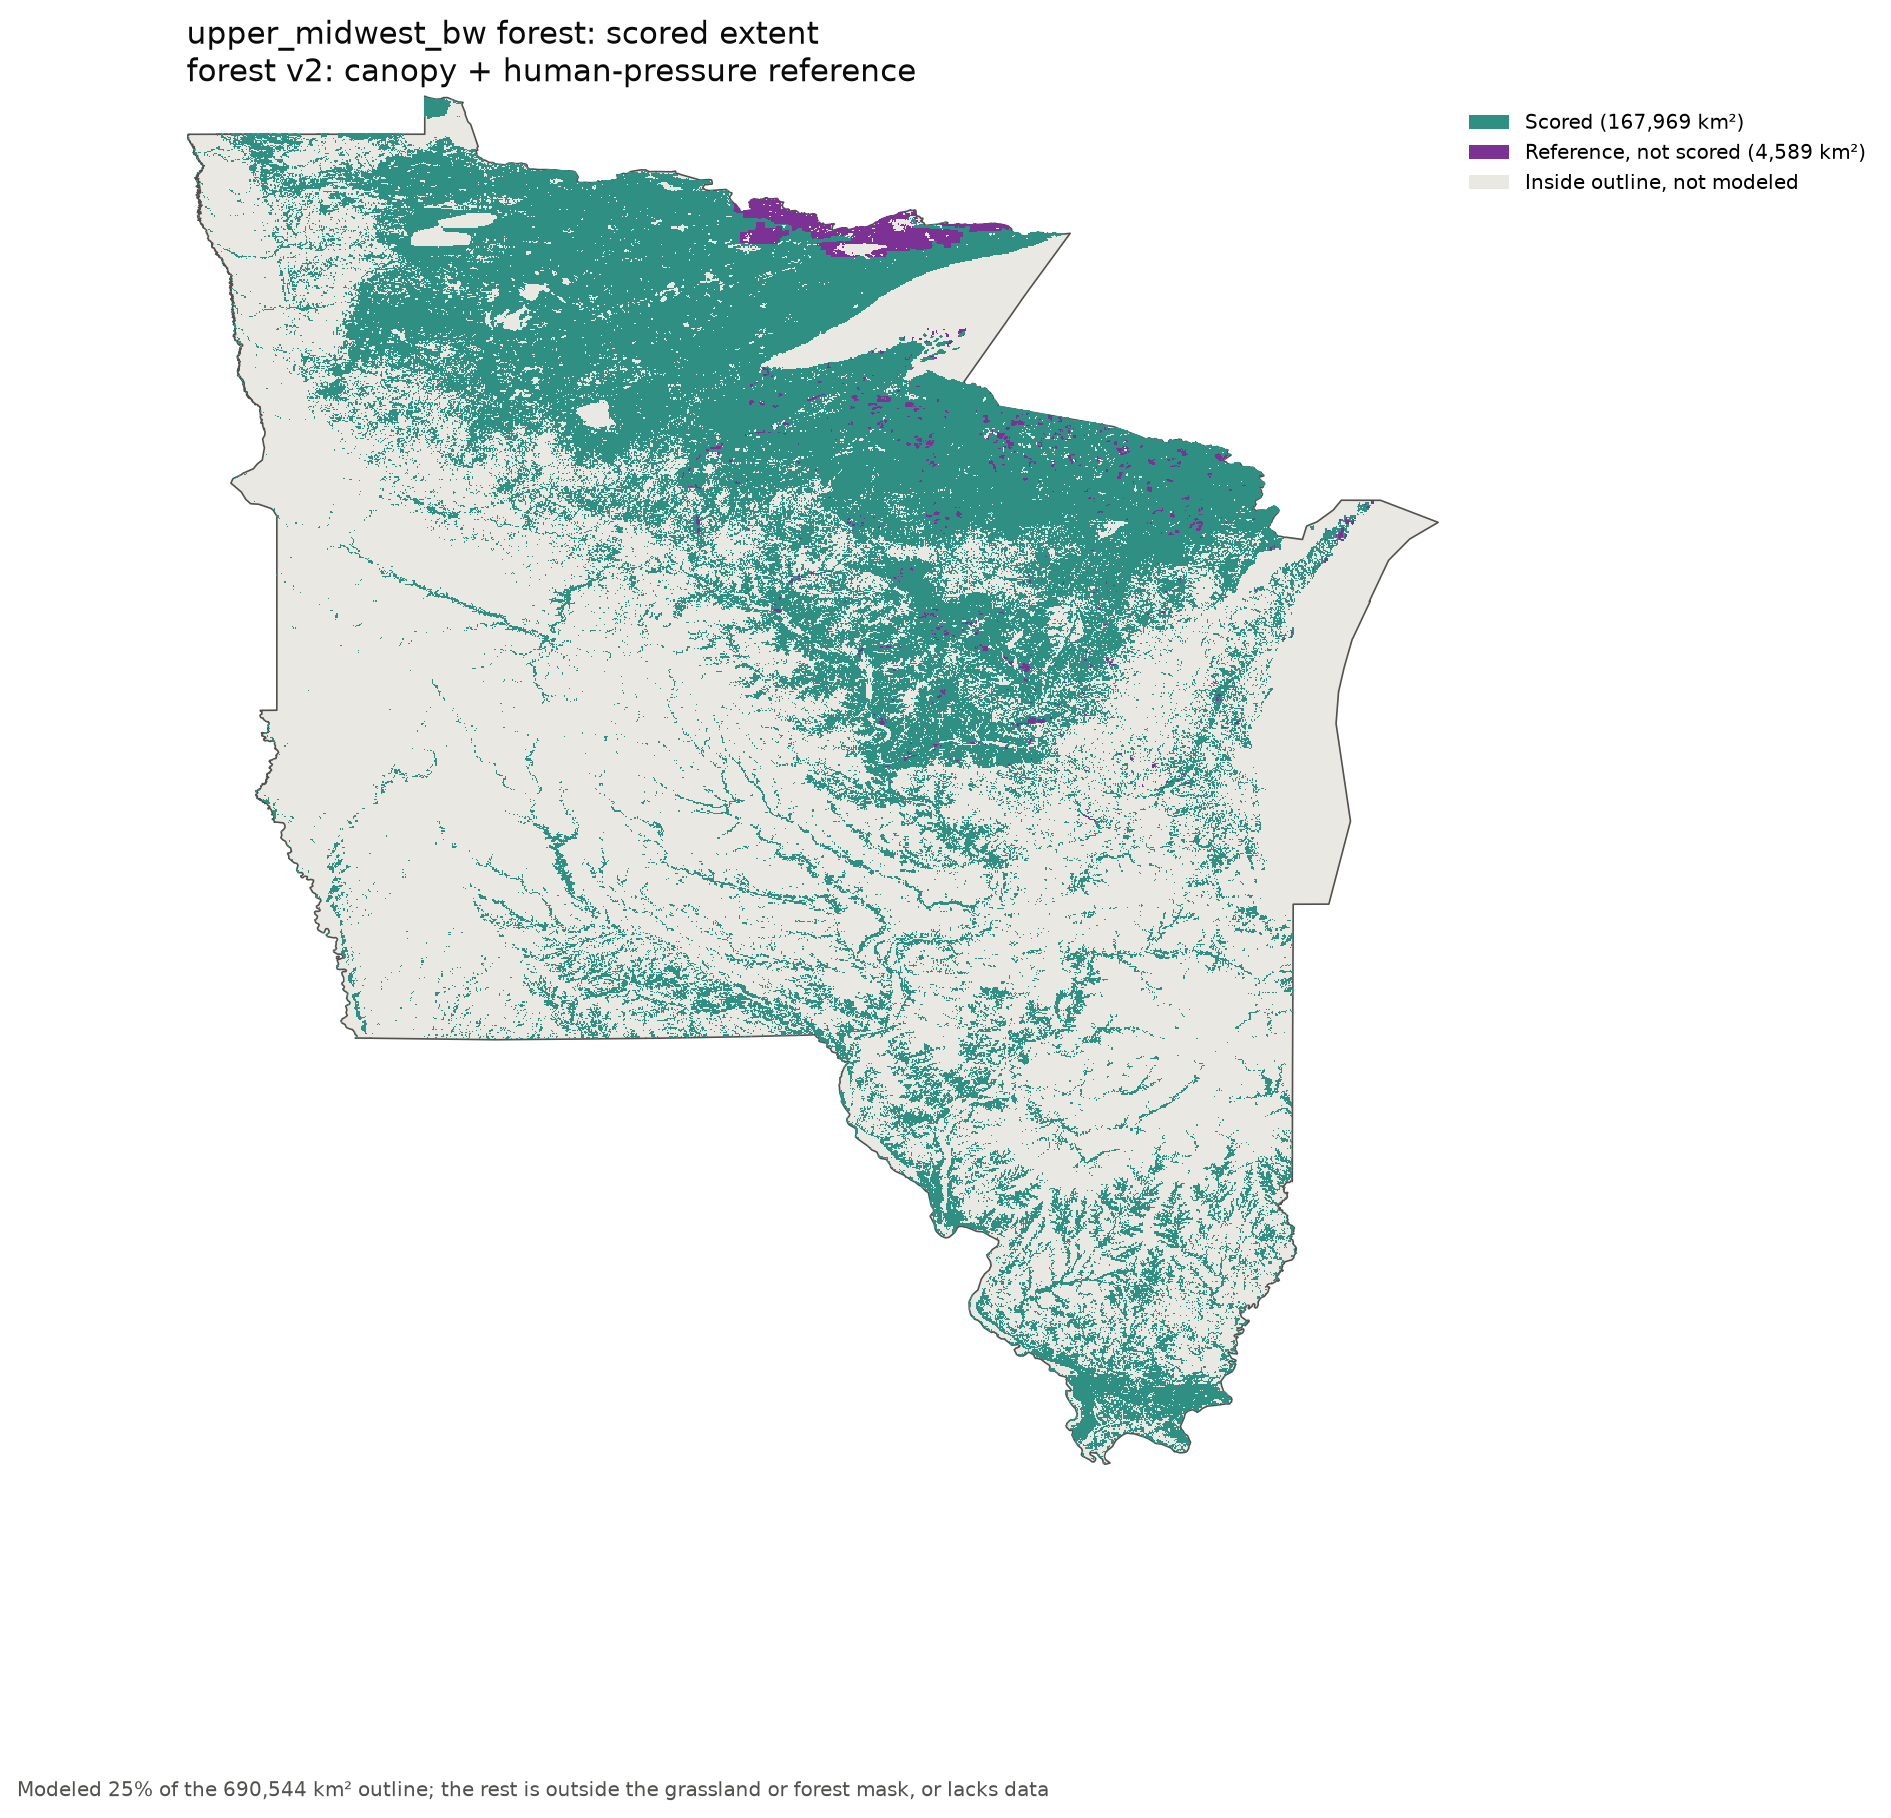 upper_midwest_bw forest: scored extent
forest v2: canopy + human-pressure reference
Scored (167,969 km²)
Reference, not scored (4,589 km²)
Inside outline, not modeled
Modeled 25% of the 690,544 km² outline; the rest is outside the grassland or forest mask, or lacks data